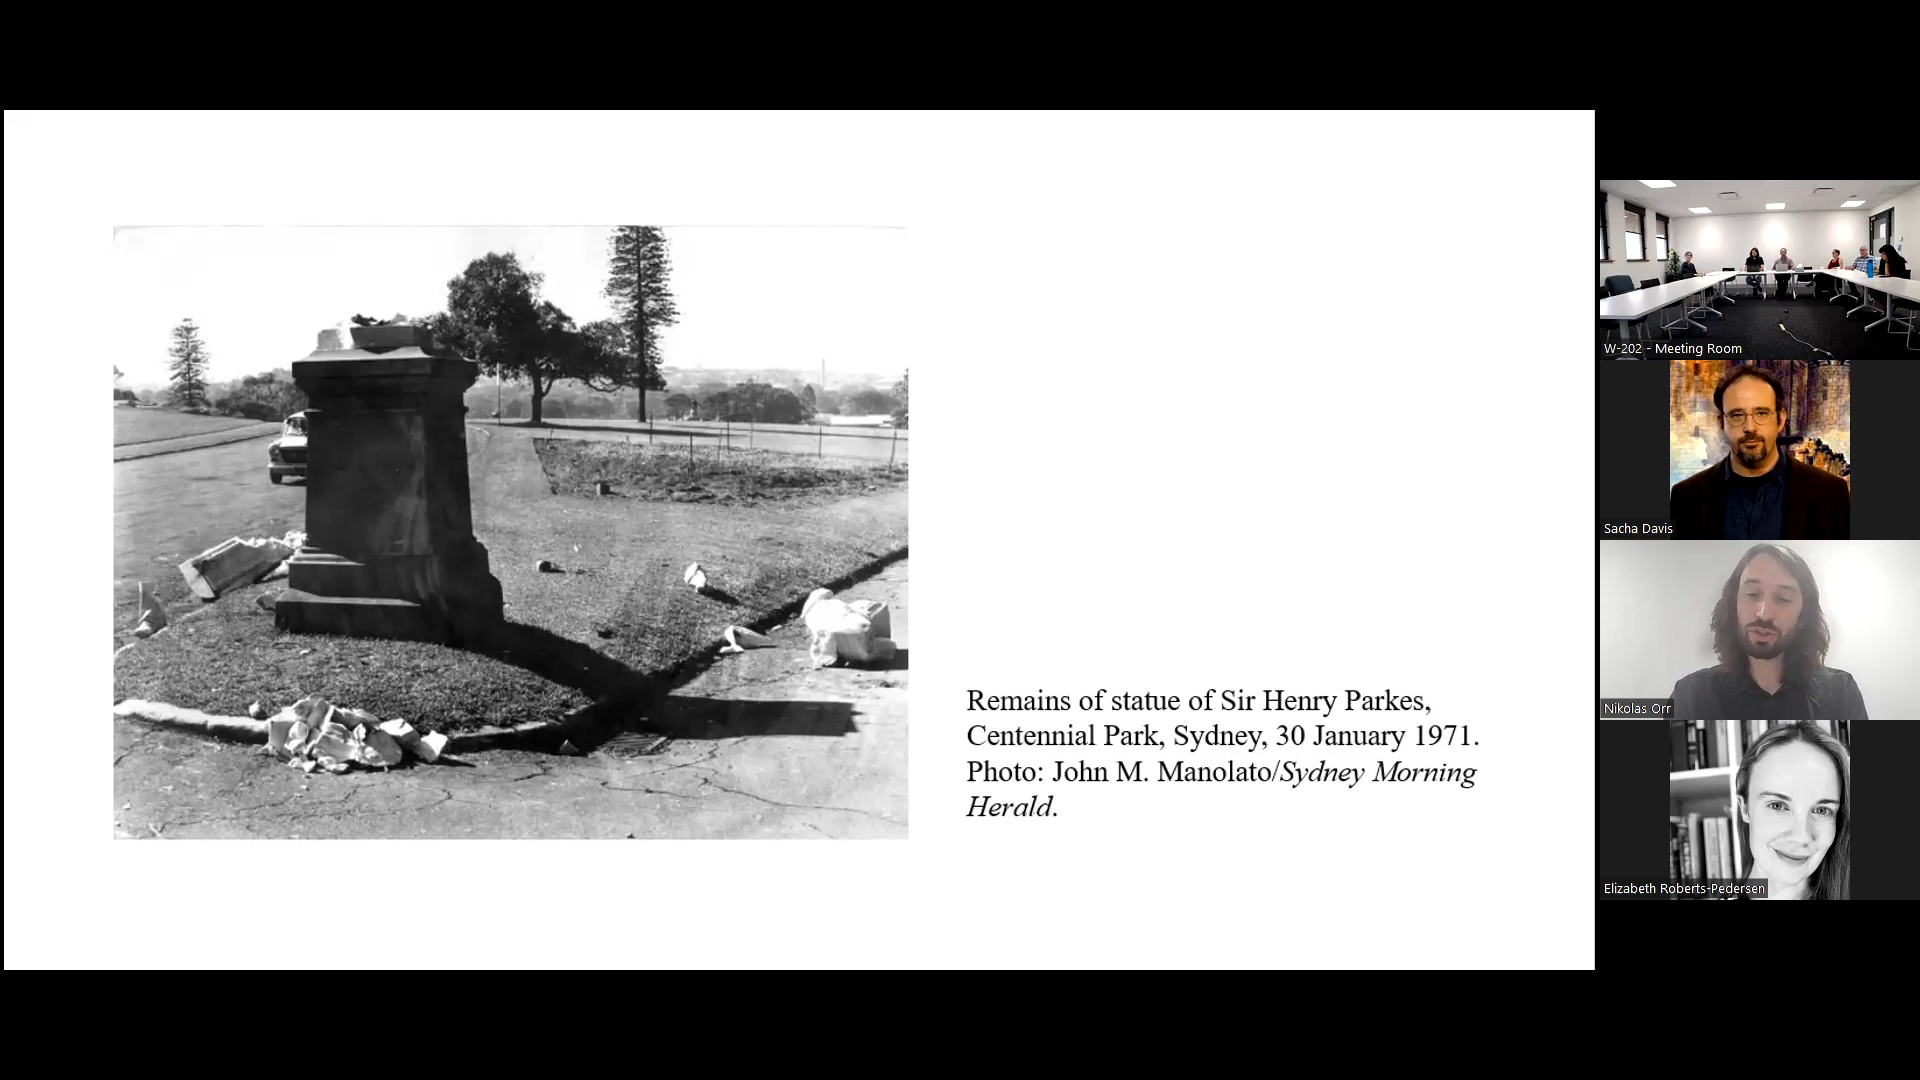 Remains of statue of Sir Henry Parkes,
Centennial Park, Sydney, 30 January 1971.
Photo: John M. Manolato/Sydney Morning
Herald.
W-202 - Meeting Room
Sacha Davis
Nikolas Orr
Elizabeth Roberts-Pedersen